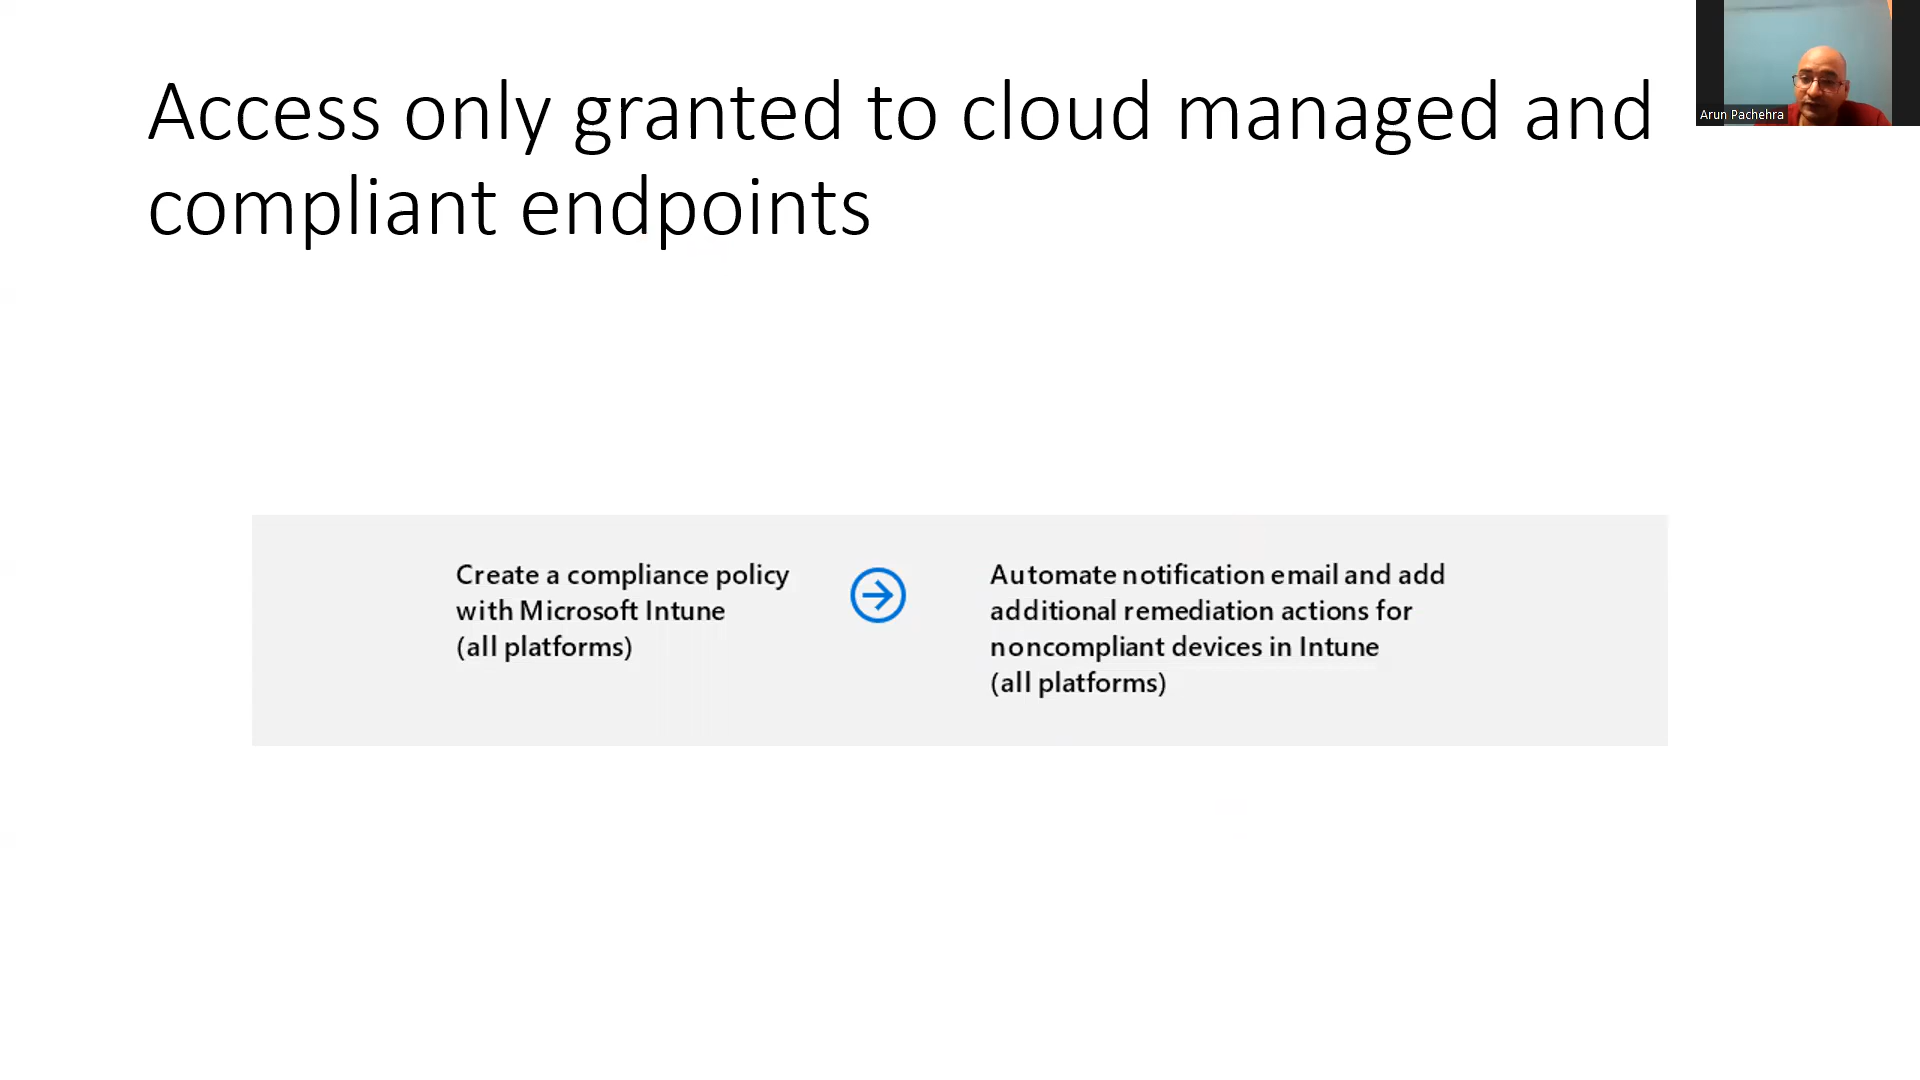 Access only granted to cloud managed and
compliant endpoints
Arun Pachehra
Create a compliance policy
with Microsoft Intune
(all platforms)
Automate notification email and add
additional remediation actions for
noncompliant devices in Intune
(all platforms)